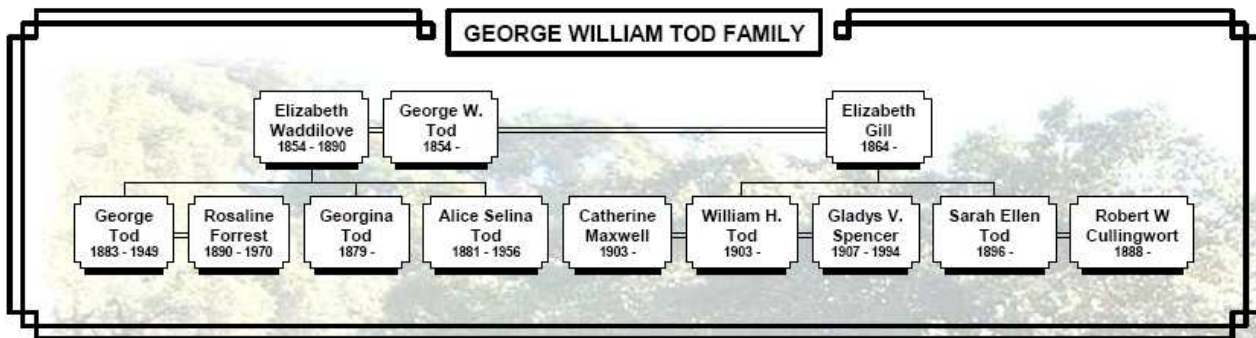 GEORGE WILLIAM TOD FAMILY
Elizabeth
Waddilove
1854 - 1890
George W.
Tod
1854 -
Elizabeth
Gill
1864 -
George
Tod
1883 - 1949
Rosaline
Forrest
1890 - 1970
Georgina
Tod
1879 -
Alice Selina
Tod
1881 - 1956
Catherine
Maxwell
1903 -
William H.
Tod
1903 -
Gladys V.
Spencer
1907 - 1994
Sarah Ellen
Tod
1896 -
Robert W
Cullingwort
1888 -